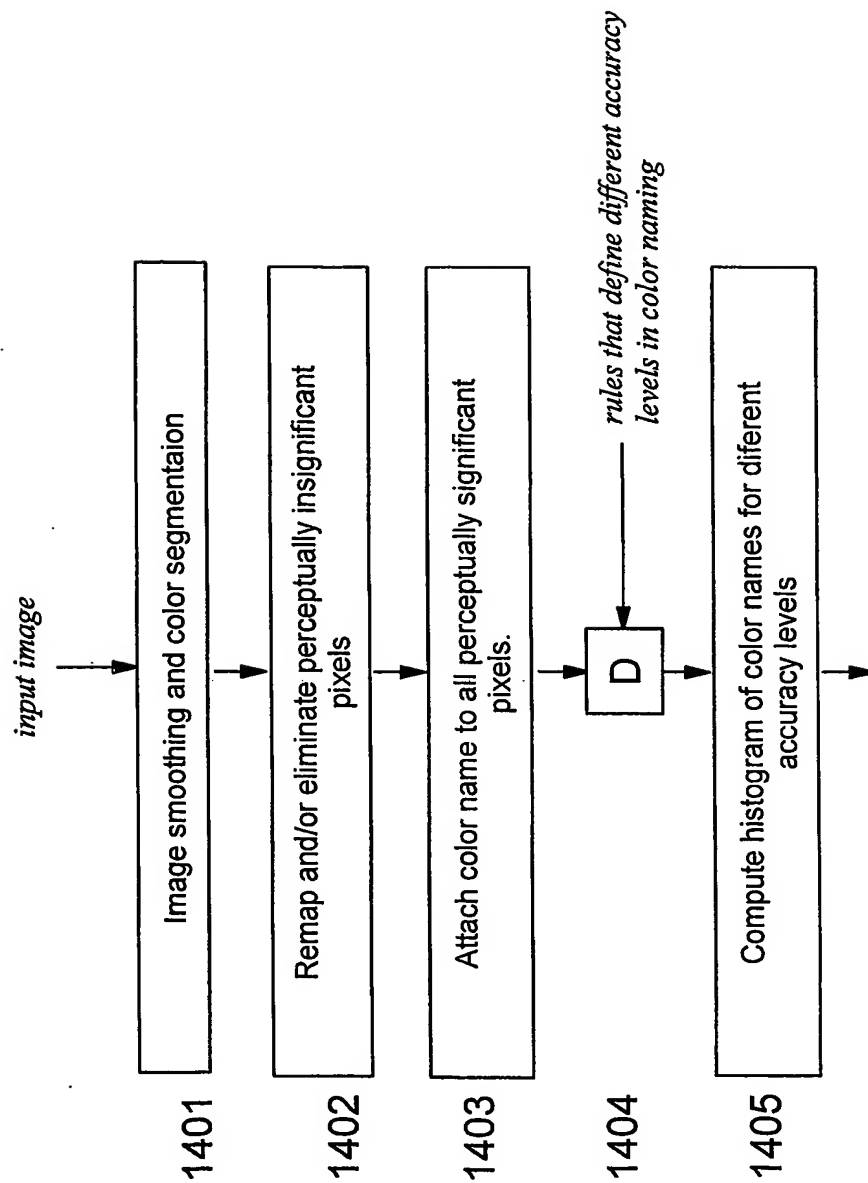 input image
1401
Image smoothing and color segmentaion
1402
Remap and/or eliminate perceptually insignificant
pixels
1403
Attach color name to all perceptually significant
pixels.
1404
D
rules that define different accuracy
levels in color naming
1405
Compute histogram of color names for diferent
accuracy levels